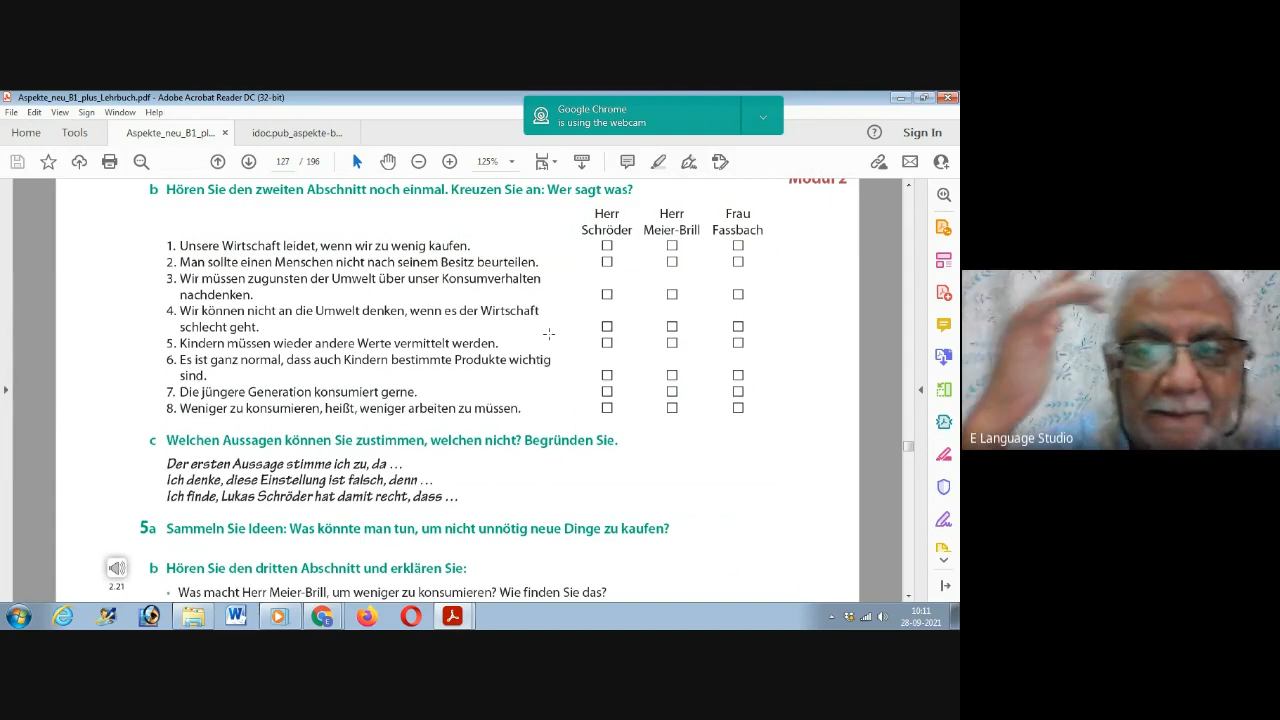 Aspekte_neu_B1_plus_Lehrbuch.pdf - Adobe Acrobat Reader DC (32-bit)
File Edit View Sign Window Help
Google Chrome
is using the webcam
Home Tools Aspekte_neu_B1_pl... × idoc.pub_aspekte-b... Sign In
127 / 196 125%
Modul 2
b Hören Sie den zweiten Abschnitt noch einmal. Kreuzen Sie an: Wer sagt was?
Herr Herr Frau
Schröder Meier-Brill Fassbach
1. Unsere Wirtschaft leidet, wenn wir zu wenig kaufen.
2. Man sollte einen Menschen nicht nach seinem Besitz beurteilen.
3. Wir müssen zugunsten der Umwelt über unser Konsumverhalten
nachdenken.
4. Wir können nicht an die Umwelt denken, wenn es der Wirtschaft
schlecht geht.
5. Kindern müssen wieder andere Werte vermittelt werden.
6. Es ist ganz normal, dass auch Kindern bestimmte Produkte wichtig
sind.
7. Die jüngere Generation konsumiert gerne.
8. Weniger zu konsumieren, heißt, weniger arbeiten zu müssen.
c Welchen Aussagen können Sie zustimmen, welchen nicht? Begründen Sie.
Der ersten Aussage stimme ich zu, da ...
Ich denke, diese Einstellung ist falsch, denn ...
Ich finde, Lukas Schröder hat damit recht, dass ...
5a Sammeln Sie Ideen: Was könnte man tun, um nicht unnötig neue Dinge zu kaufen?
b Hören Sie den dritten Abschnitt und erklären Sie:
2.21
• Was macht Herr Meier-Brill, um weniger zu konsumieren? Wie finden Sie das?
10:11
28-09-2021
E Language Studio